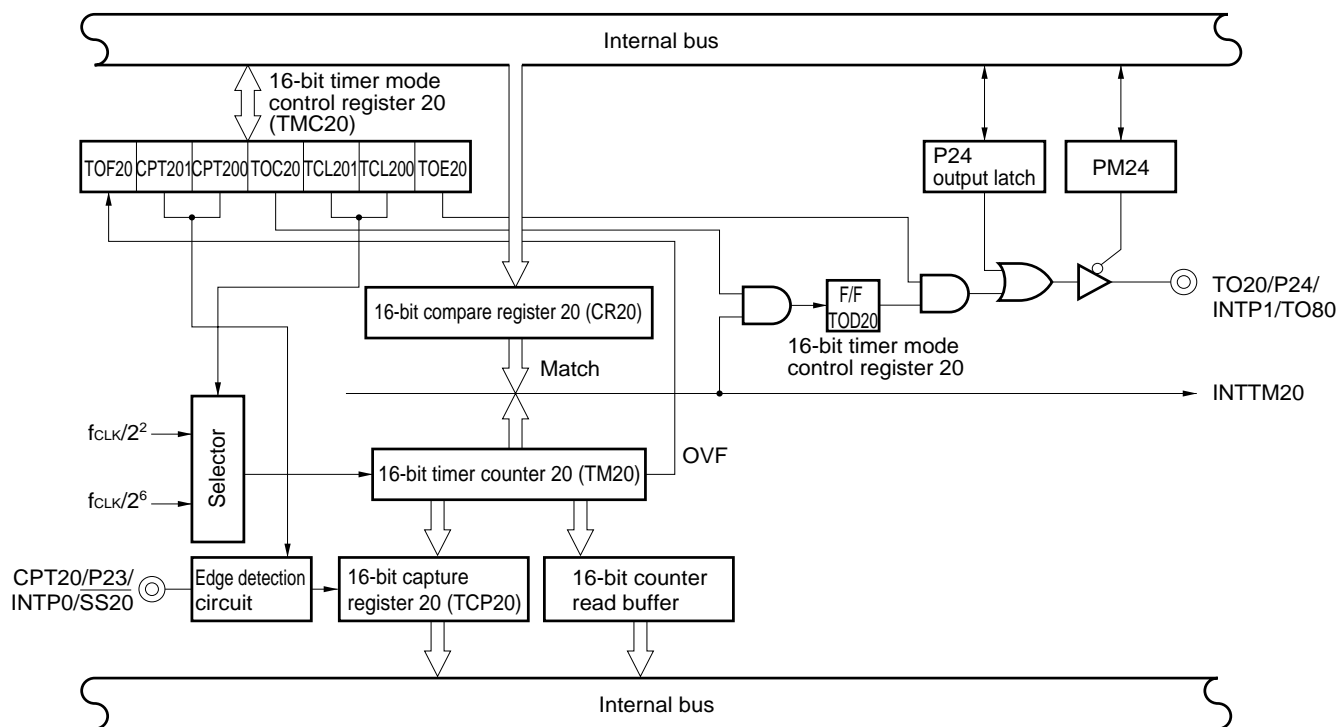 Internal bus
16-bit timer mode
control register 20
(TMC20)
TOF20 CPT201 CPT200 TOC20 TCL201 TCL200 TOE20
P24
output latch
PM24
16-bit compare register 20 (CR20)
F/F
TOD20
TO20/P24/
INTP1/TO80
16-bit timer mode
control register 20
Match
INTTM20
fCLK/2²
fCLK/2⁶
Selector
16-bit timer counter 20 (TM20)
OVF
CPT20/P23/
INTP0/S̅S̅2̅0̅
Edge detection
circuit
16-bit capture
register 20 (TCP20)
16-bit counter
read buffer
Internal bus